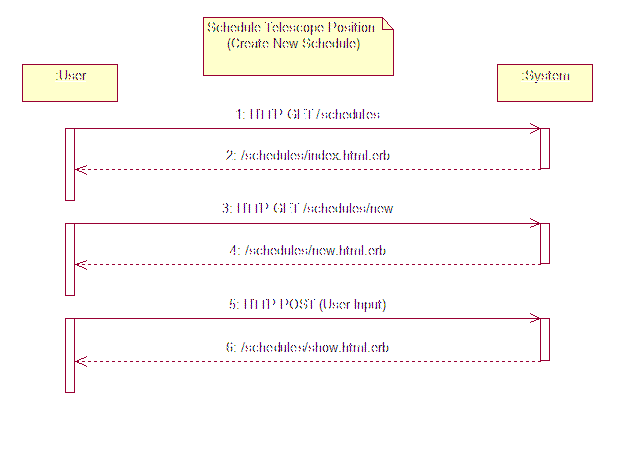 Schedule Telescope Position
(Create New Schedule)
:User
:System
1: HTTP GET /schedules
2: /schedules/index.html.erb
3: HTTP GET /schedules/new
4: /schedules/new.html.erb
5: HTTP POST (User Input)
6: /schedules/show.html.erb